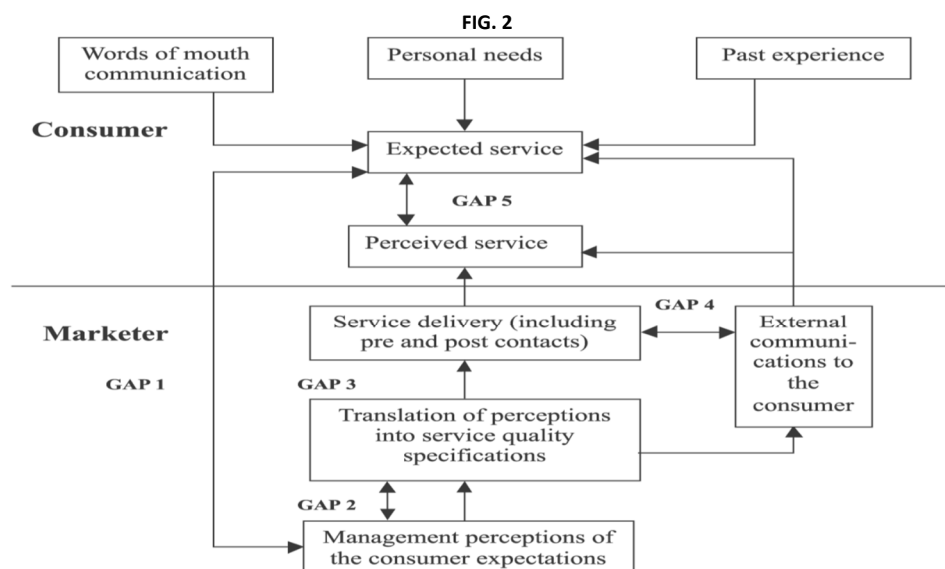 FIG. 2
Words of mouth
communication
Personal needs
Past experience
Consumer
Expected service
GAP 5
Perceived service
Marketer
Service delivery (including
pre and post contacts)
GAP 4
External
communi-
cations to
the
consumer
GAP 1
GAP 3
Translation of perceptions
into service quality
specifications
GAP 2
Management perceptions of
the consumer expectations